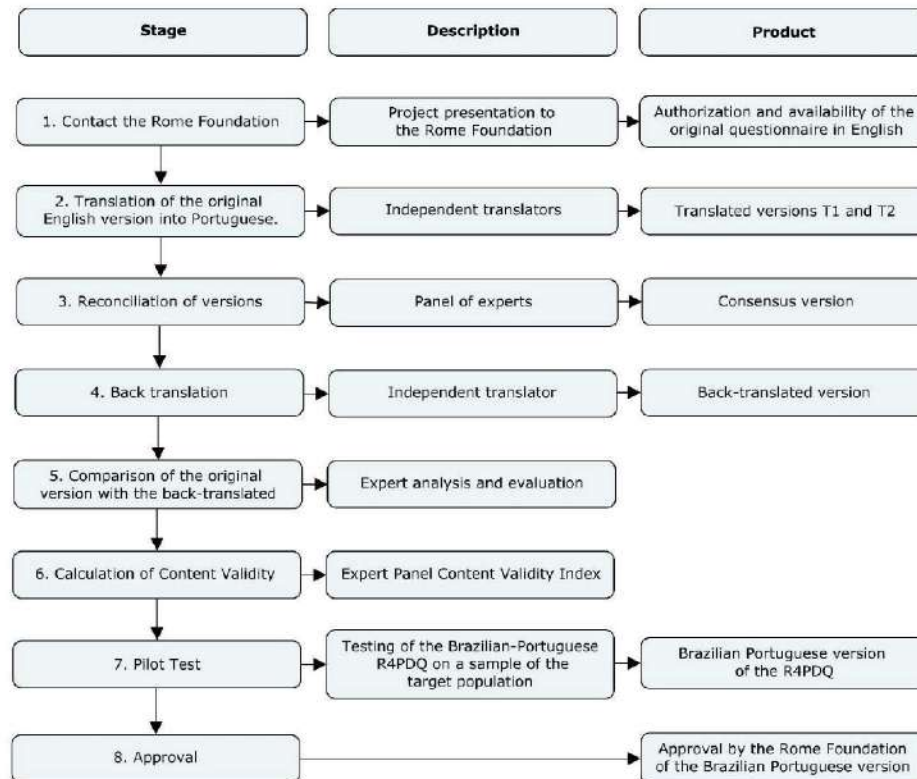 Stage
Description
Product
1. Contact the Rome Foundation
Project presentation to
the Rome Foundation
Authorization and availability of the
original questionnaire in English
2. Translation of the original
English version into Portuguese.
Independent translators
Translated versions T1 and T2
3. Reconciliation of versions
Panel of experts
Consensus version
4. Back translation
Independent translator
Back-translated version
5. Comparison of the original
version with the back-translated
Expert analysis and evaluation
6. Calculation of Content Validity
Expert Panel Content Validity Index
7. Pilot Test
Testing of the Brazilian-Portuguese
R4PDQ on a sample of the
target population
Brazilian Portuguese version
of the R4PDQ
8. Approval
Approval by the Rome Foundation
of the Brazilian Portuguese version